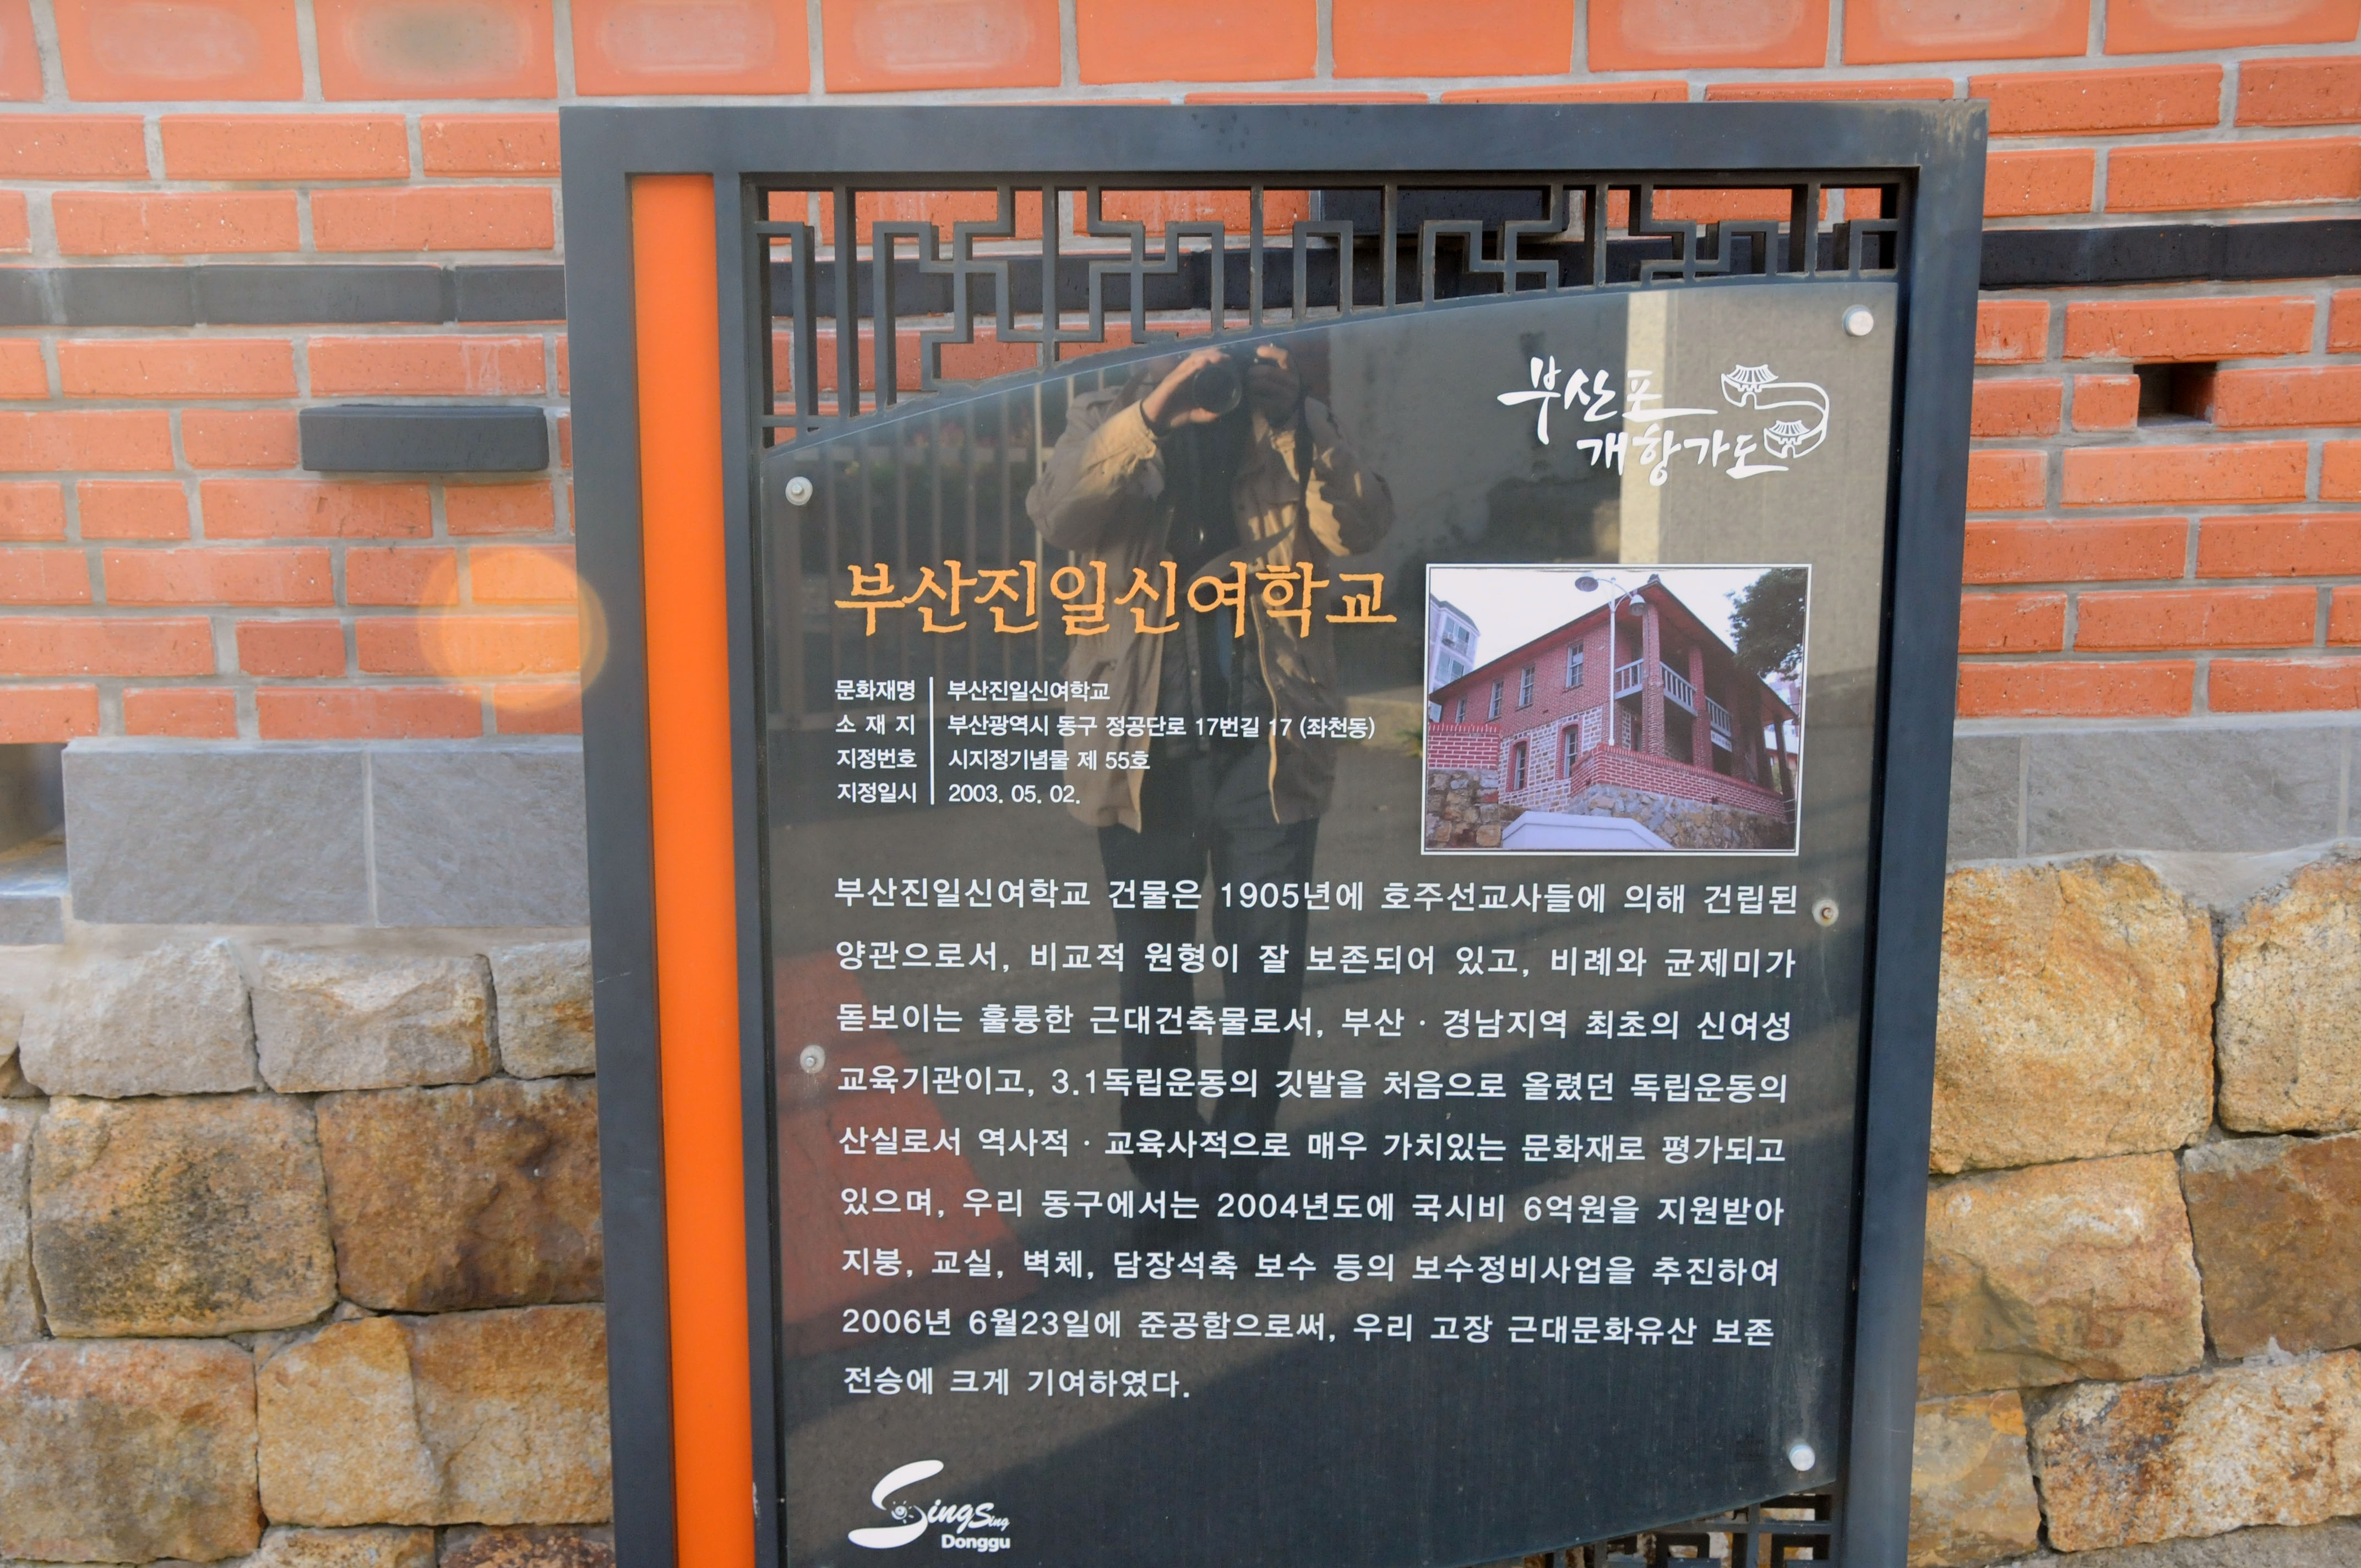 부산포
개항가도
부산진일신여학교
문화재명 부산진일신여학교
소 재 지 부산광역시 동구 정공단로 17번길 17 (좌천동)
지정번호 시지정기념물 제 55호
지정일시 2003. 05. 02.
부산진일신여학교 건물은 1905년에 호주선교사들에 의해 건립된
양관으로서, 비교적 원형이 잘 보존되어 있고, 비례와 균제미가
돋보이는 훌륭한 근대건축물로서, 부산 · 경남지역 최초의 신여성
교육기관이고, 3.1독립운동의 깃발을 처음으로 올렸던 독립운동의
산실로서 역사적 · 교육사적으로 매우 가치있는 문화재로 평가되고
있으며, 우리 동구에서는 2004년도에 국시비 6억원을 지원받아
지붕, 교실, 벽체, 담장석축 보수 등의 보수정비사업을 추진하여
2006년 6월23일에 준공함으로써, 우리 고장 근대문화유산 보존
전승에 크게 기여하였다.
SingSing
Donggu